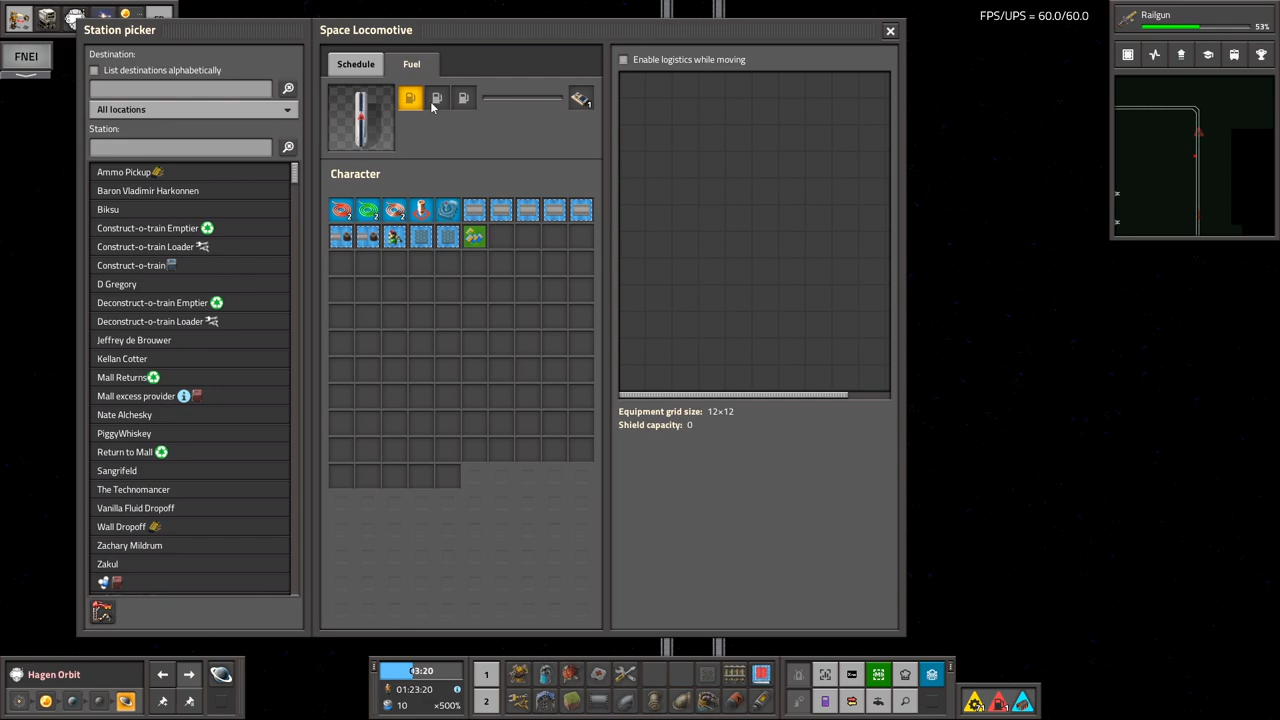 FPS/UPS = 60.0/60.0
Railgun
53%
FNEI
Station picker
Destination:
List destinations alphabetically
All locations
Station:
Ammo Pickup
Baron Vladimir Harkonnen
Biksu
Construct-o-train Emptier
Construct-o-train Loader
Construct-o-train
D Gregory
Deconstruct-o-train Emptier
Deconstruct-o-train Loader
Jeffrey de Brouwer
Kellan Cotter
Mall Returns
Mall excess provider
Nate Alchesky
PiggyWhiskey
Return to Mall
Sangrifeld
The Technomancer
Vanilla Fluid Dropoff
Wall Dropoff
Zachary Mildrum
Zakul
Space Locomotive
Schedule
Fuel
1
Character
2
2
2
Enable logistics while moving
Equipment grid size: 12×12
Shield capacity: 0
Hagen Orbit
01:23:20
10
×500%
1
2